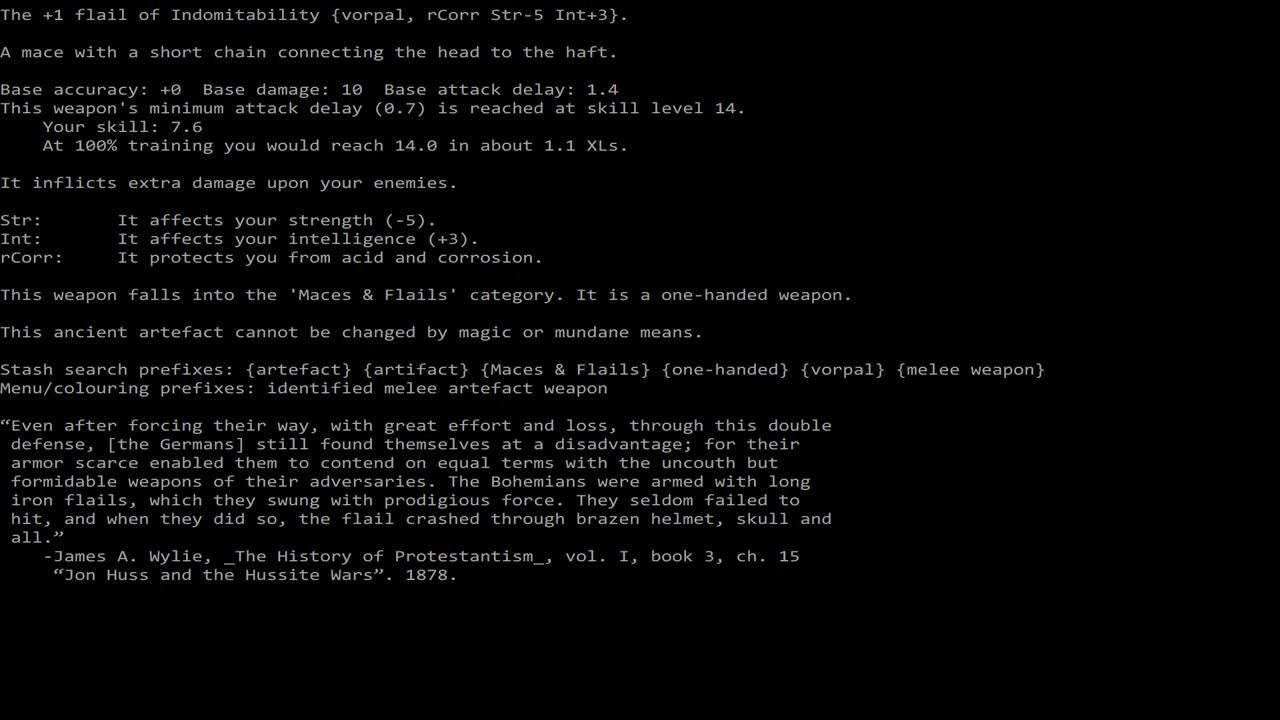 The +1 flail of Indomitability {vorpal, rCorr Str-5 Int+3}.
A mace with a short chain connecting the head to the haft.
Base accuracy: +0  Base damage: 10  Base attack delay: 1.4
This weapon's minimum attack delay (0.7) is reached at skill level 14.
Your skill: 7.6
At 100% training you would reach 14.0 in about 1.1 XLs.
It inflicts extra damage upon your enemies.
Str:       It affects your strength (-5).
Int:       It affects your intelligence (+3).
rCorr:     It protects you from acid and corrosion.
This weapon falls into the 'Maces & Flails' category. It is a one-handed weapon.
This ancient artefact cannot be changed by magic or mundane means.
Stash search prefixes: {artefact} {artifact} {Maces & Flails} {one-handed} {vorpal} {melee weapon}
Menu/colouring prefixes: identified melee artefact weapon
“Even after forcing their way, with great effort and loss, through this double
defense, [the Germans] still found themselves at a disadvantage; for their
armor scarce enabled them to contend on equal terms with the uncouth but
formidable weapons of their adversaries. The Bohemians were armed with long
iron flails, which they swung with prodigious force. They seldom failed to
hit, and when they did so, the flail crashed through brazen helmet, skull and
all.”
-James A. Wylie, _The History of Protestantism_, vol. I, book 3, ch. 15
“Jon Huss and the Hussite Wars”. 1878.